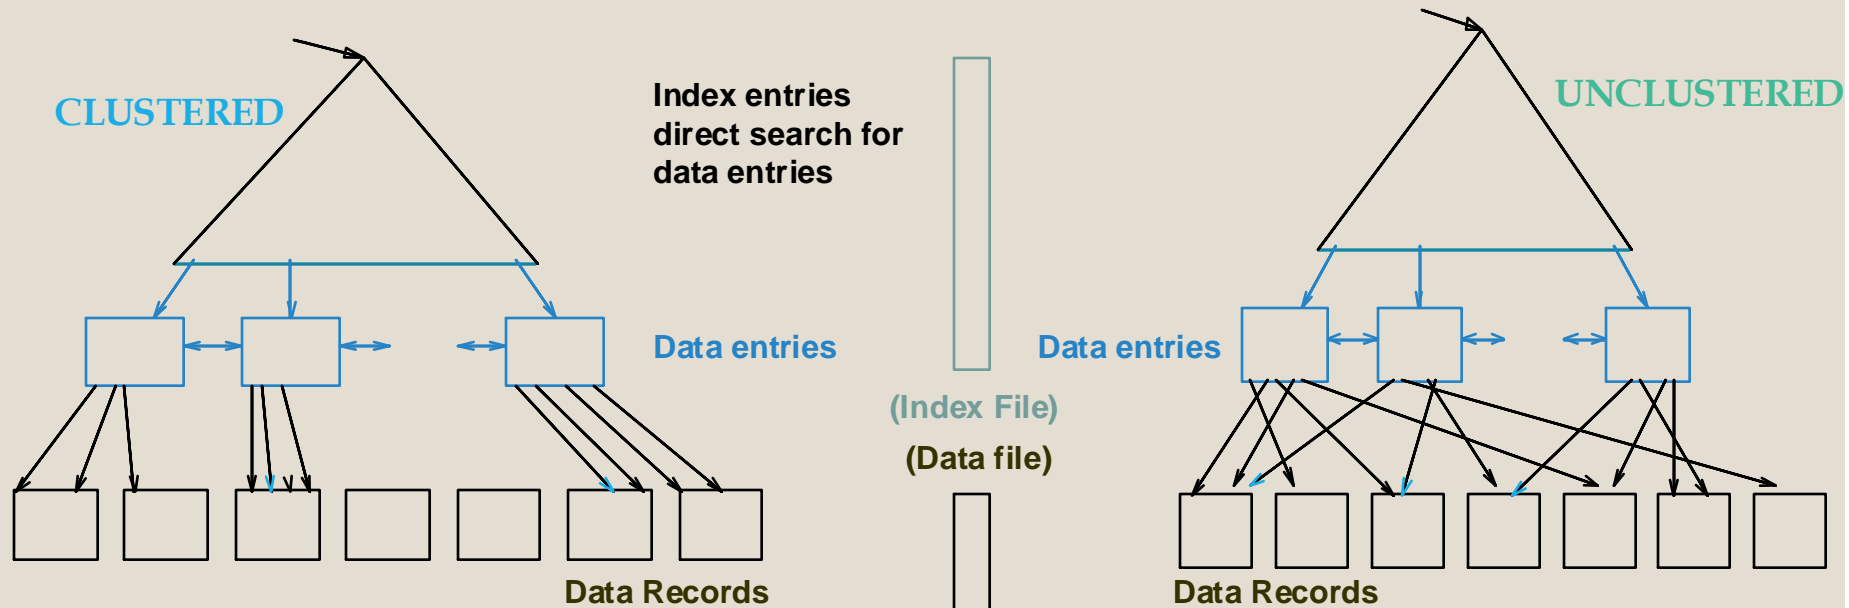 CLUSTERED
Index entries
direct search for
data entries
UNCLUSTERED
Data entries
Data entries
(Index File)
(Data file)
Data Records
Data Records